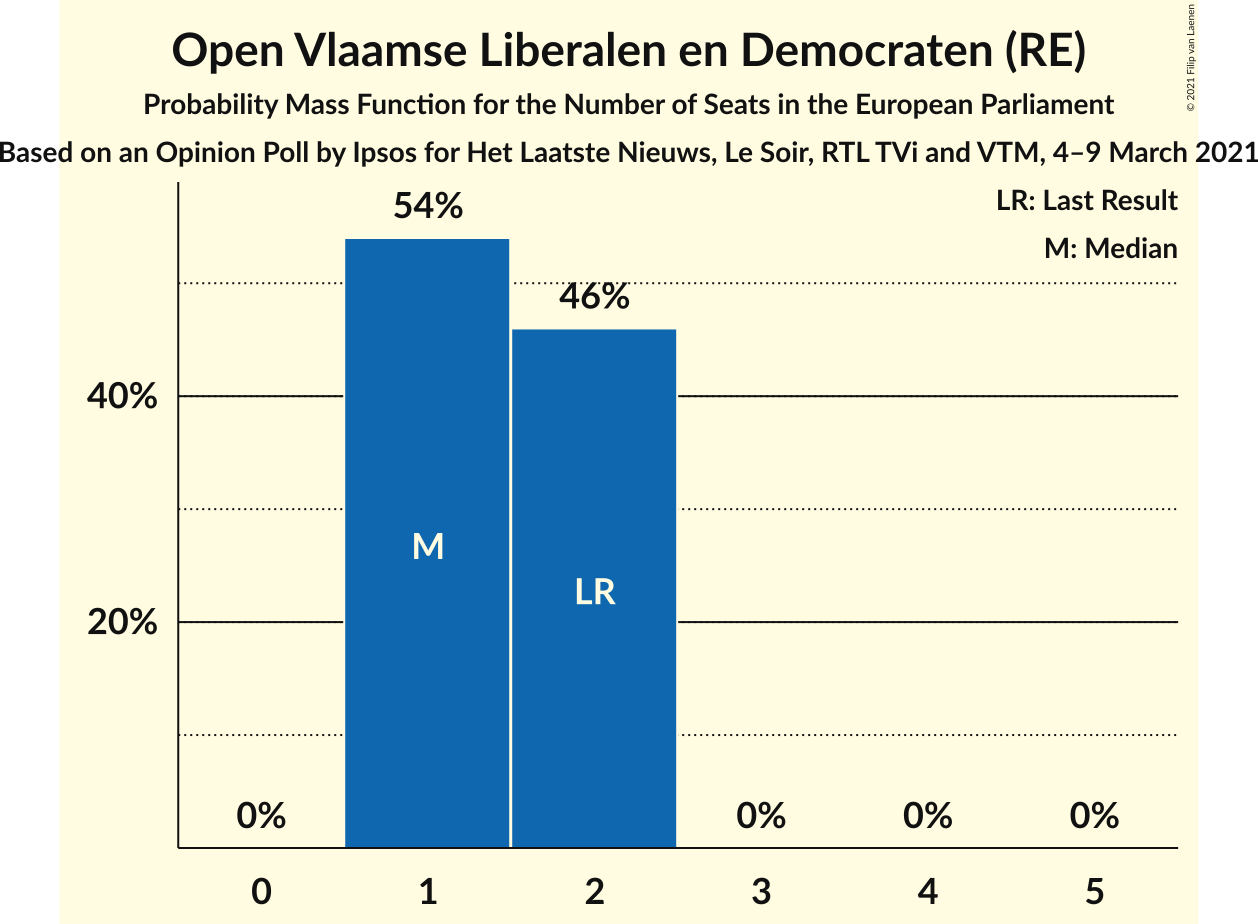 Open Vlaamse Liberalen en Democraten (RE)
Probability Mass Function for the Number of Seats in the European Parliament
Based on an Opinion Poll by Ipsos for Het Laatste Nieuws, Le Soir, RTL TVi and VTM, 4–9 March 2021
© 2021 Filip van Laenen
LR: Last Result
M: Median
54%
46%
40%
M
LR
20%
0%
0%
0%
0%
0 1 2 3 4 5